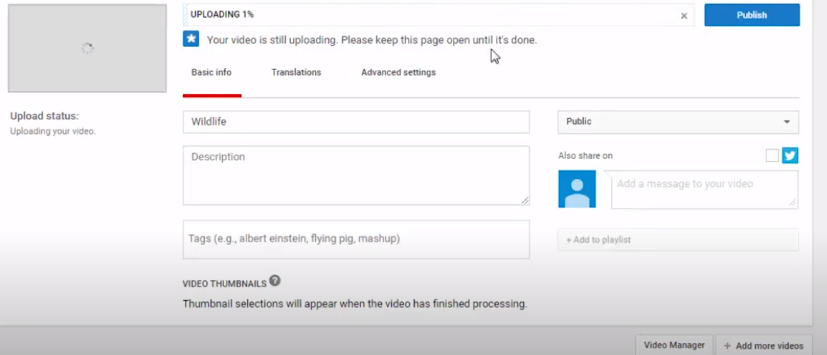 UPLOADING 1%
Publish
Your video is still uploading. Please keep this page open until it's done.
Basic info
Translations
Advanced settings
Upload status:
Uploading your video.
Wildlife
Public
Description
Also share on
Add a message to your video
Tags (e.g., albert einstein, flying pig, mashup)
+ Add to playlist
VIDEO THUMBNAILS ?
Thumbnail selections will appear when the video has finished processing.
Video Manager
+ Add more videos